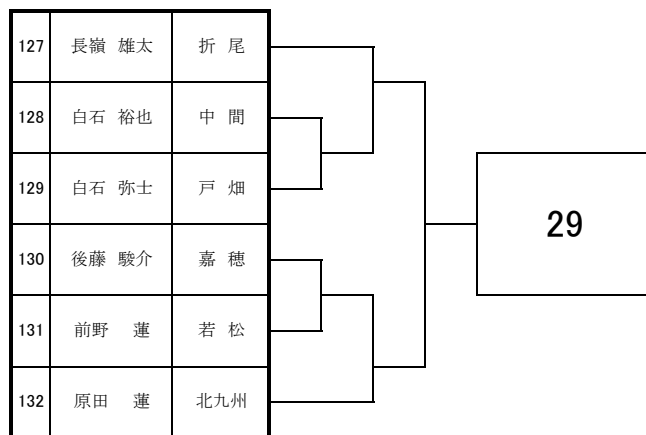 127 長嶺 雄太 折 尾
128 白石 裕也 中 間
129 白石 弥士 戸 畑
130 後藤 駿介 嘉 穂
131 前野 蓮 若 松
132 原田 蓮 北九州
29